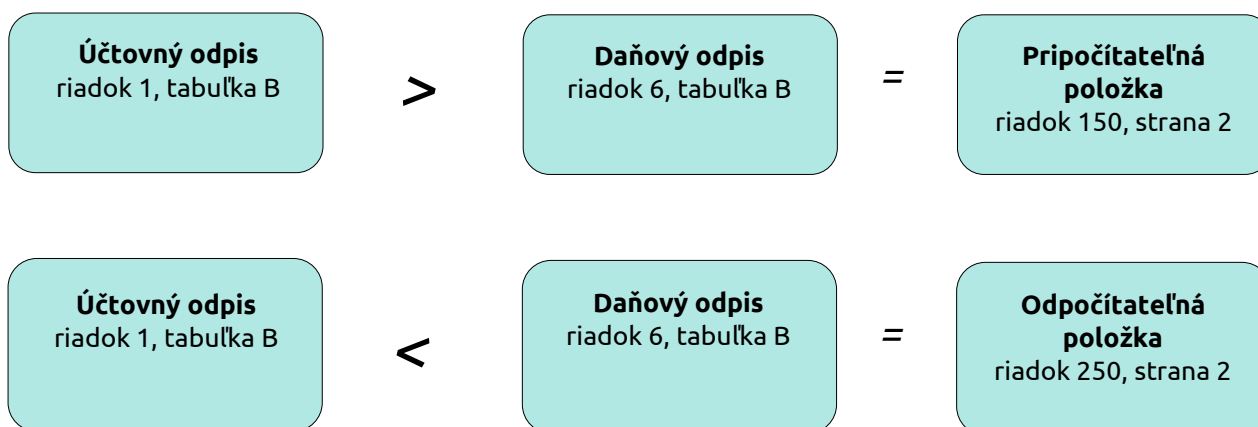 Účtovný odpis
riadok 1, tabuľka B
>
Daňový odpis
riadok 6, tabuľka B
=
Pripočítateľná
položka
riadok 150, strana 2
Účtovný odpis
riadok 1, tabuľka B
<
Daňový odpis
riadok 6, tabuľka B
=
Odpočítateľná
položka
riadok 250, strana 2